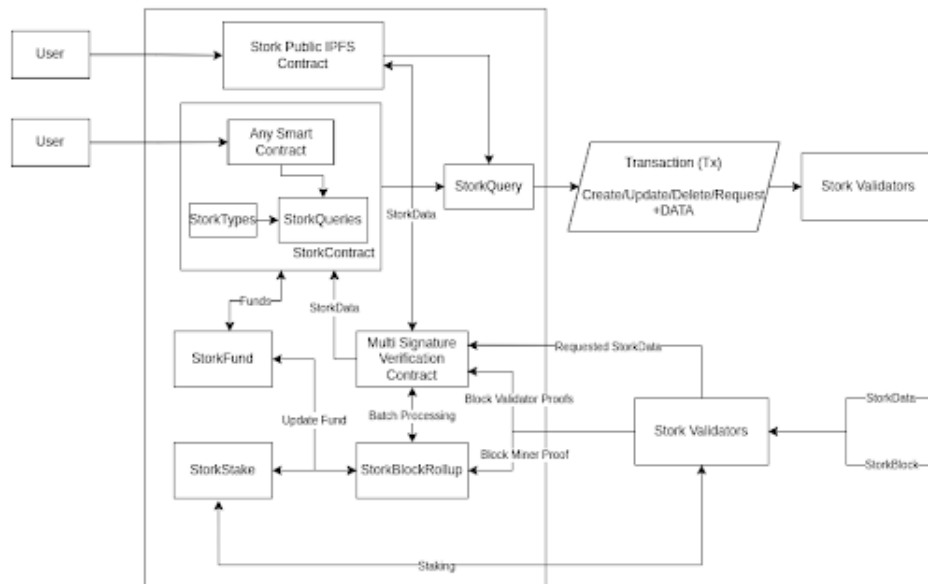 User
Stork Public IPFS
Contract
User
Any Smart
Contract
StorkTypes
StorkQueries
StorkContract
StorkData
StorkQuery
Transaction (Tx)
Create/Update/Delete/Request
+DATA
Stork Validators
Funds
StorkData
StorkFund
Multi Signature
Verification
Contract
Requested StorkData
Update Fund
Batch Processing
Block Validator Proofs
Block Miner Proof
Stork Validators
StorkData
StorkBlock
StorkStake
StorkBlockRollup
Staking